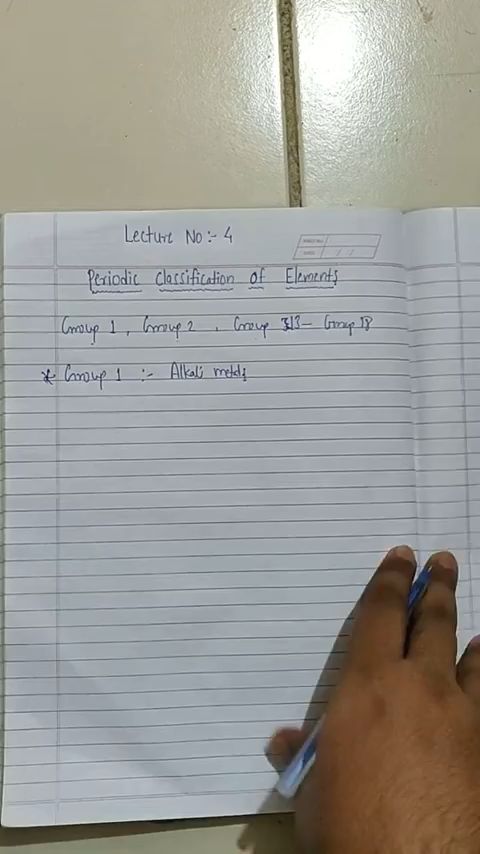 Lecture No :- 4
Periodic Classification of Elements
Group 1, Group 2, Group 13 - Group 18
* Group 1 :- Alkali metals